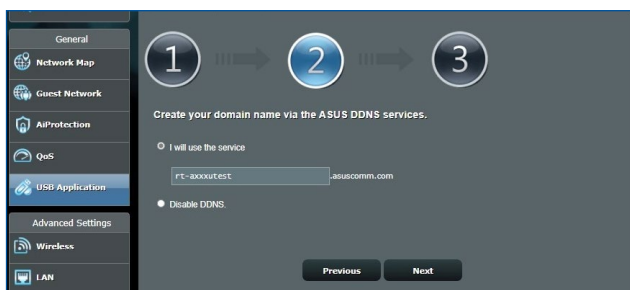 General
Network Map
Guest Network
AiProtection
QoS
USB Application
Advanced Settings
Wireless
LAN
1
2
3
Create your domain name via the ASUS DDNS services.
I will use the service
rt-axxxutest .asuscomm.com
Disable DDNS.
Previous Next